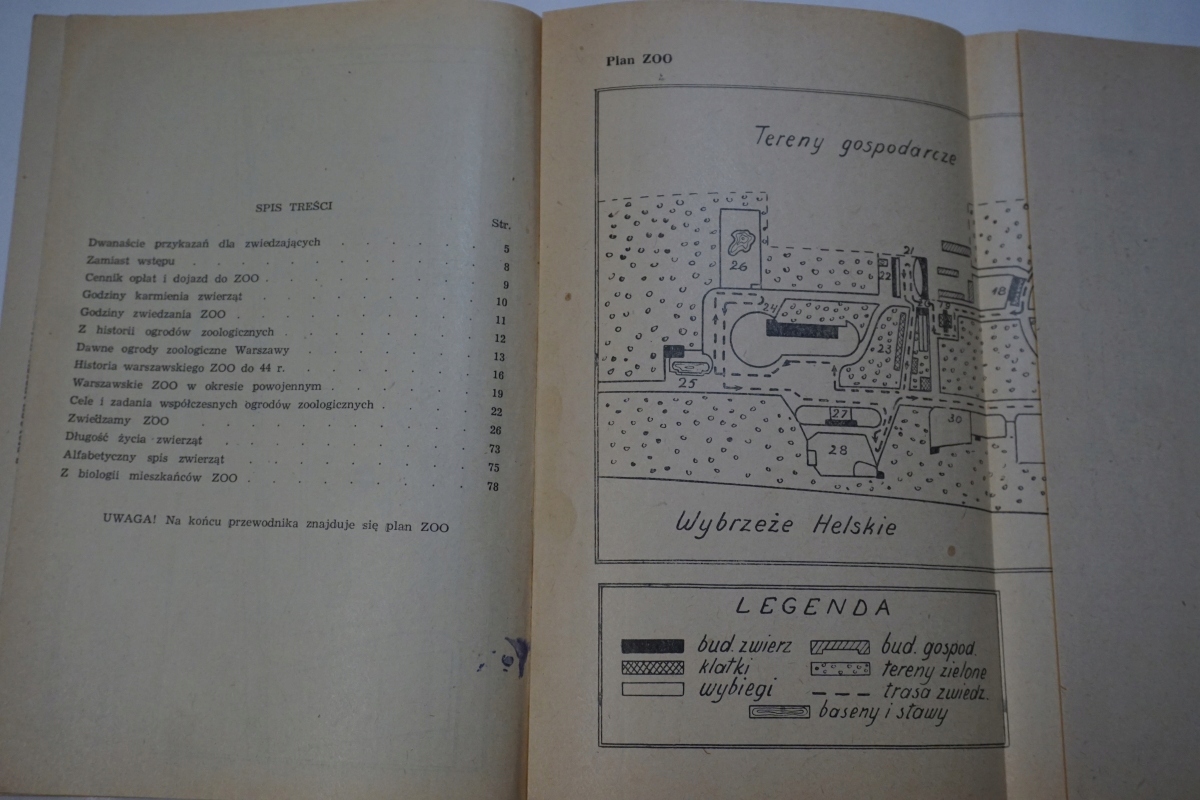 SPIS TREŚCI
Str.
Dwanaście przykazań dla zwiedzających 5
Zamiast wstępu 8
Cennik opłat i dojazd do ZOO 9
Godziny karmienia zwierząt 10
Godziny zwiedzania ZOO 11
Z historii ogrodów zoologicznych 12
Dawne ogrody zoologiczne Warszawy 13
Historia warszawskiego ZOO do 44 r. 16
Warszawskie ZOO w okresie powojennym 19
Cele i zadania współczesnych ogrodów zoologicznych 22
Zwiedzamy ZOO 26
Długość życia zwierząt 73
Alfabetyczny spis zwierząt 75
Z biologii mieszkańców ZOO 78
UWAGA! Na końcu przewodnika znajduje się plan ZOO
Plan ZOO
Tereny gospodarcze
21
26
22
18
24
19
23
25
27
30
28
Wybrzeże Helskie
LEGENDA
bud. zwierz
bud. gospod.
klatki
tereny zielone
wybiegi
trasa zwiedz.
baseny i stawy